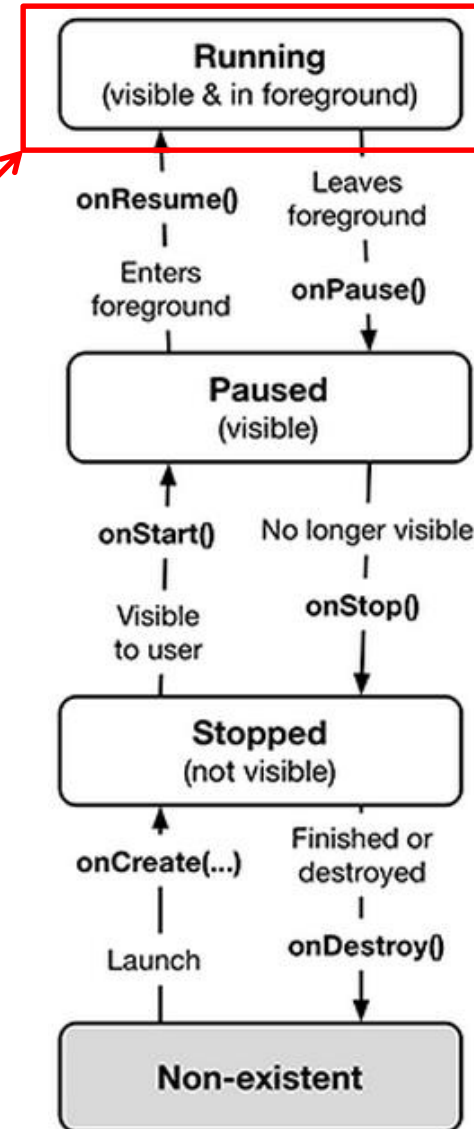 Running
(visible & in foreground)
onResume()
Enters
foreground
Leaves
foreground
onPause()
Paused
(visible)
onStart()
Visible
to user
No longer visible
onStop()
Stopped
(not visible)
onCreate(...)
Launch
Finished or
destroyed
onDestroy()
Non-existent